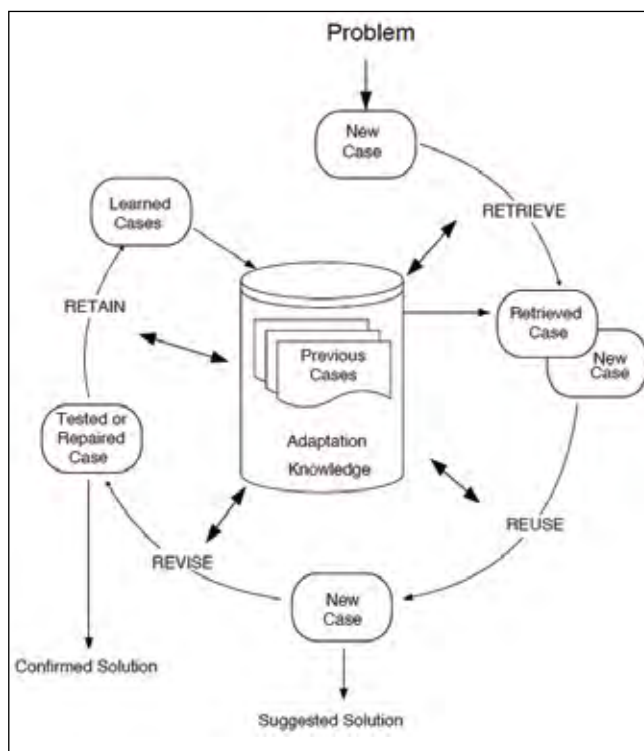 Problem
New
Case
RETRIEVE
Learned
Cases
RETAIN
Previous
Cases
Adaptation
Knowledge
Retrieved
Case
New
Case
Tested or
Repaired
Case
REUSE
REVISE
New
Case
Confirmed Solution
Suggested Solution